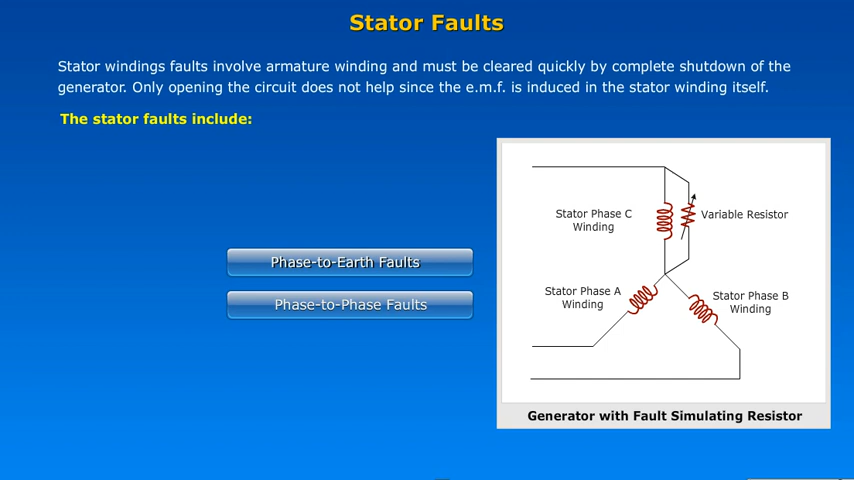 Stator Faults
Stator windings faults involve armature winding and must be cleared quickly by complete shutdown of the
generator. Only opening the circuit does not help since the e.m.f. is induced in the stator winding itself.
The stator faults include:
Phase-to-Earth Faults
Phase-to-Phase Faults
Stator Phase C
Winding
Variable Resistor
Stator Phase A
Winding
Stator Phase B
Winding
Generator with Fault Simulating Resistor